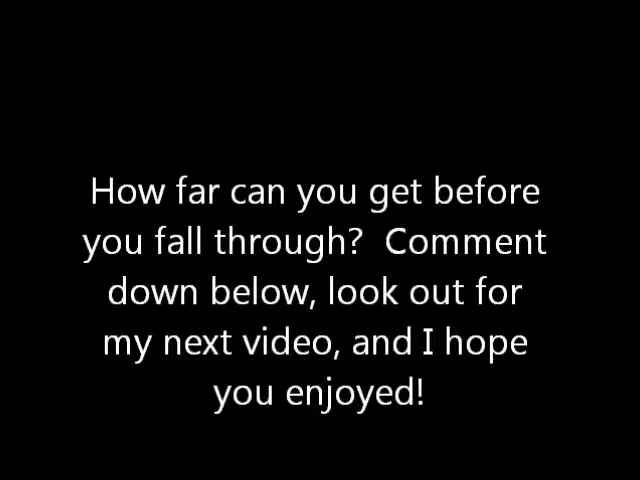 How far can you get before
you fall through?  Comment
down below, look out for
my next video, and I hope
you enjoyed!